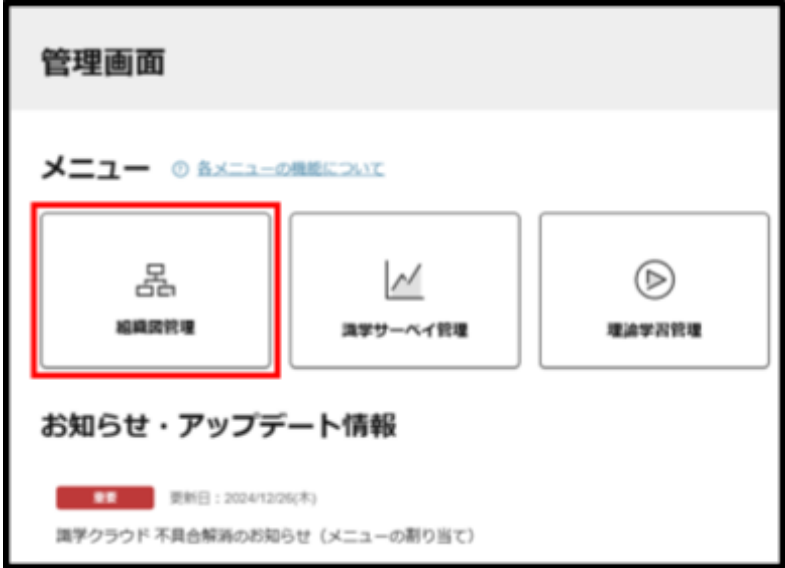 管理画面
メニュー ? 各メニューの機能について
組織図管理
識学サーベイ管理
理論学習管理
お知らせ・アップデート情報
重要 更新日：2024/12/26(木)
識学クラウド 不具合解消のお知らせ（メニューの割り当て）